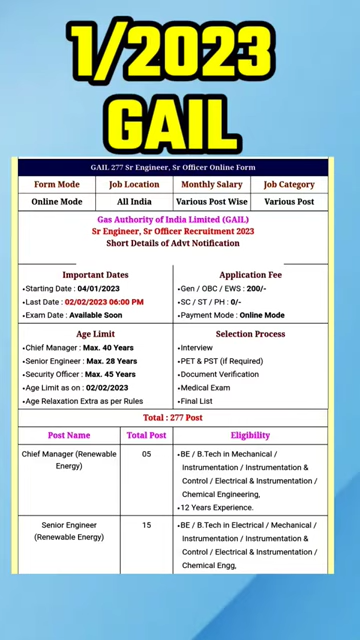 1/2023
GAIL
GAIL 277 Sr Engineer, Sr Officer Online Form
Form Mode
Job Location
Monthly Salary
Job Category
Online Mode
All India
Various Post Wise
Various Post
Gas Authority of India Limited (GAIL)
Sr Engineer, Sr Officer Recruitment 2023
Short Details of Advt Notification
Important Dates
•Starting Date : 04/01/2023
•Last Date : 02/02/2023 06:00 PM
•Exam Date : Available Soon
Application Fee
•Gen / OBC / EWS : 200/-
•SC / ST / PH : 0/-
•Payment Mode : Online Mode
Age Limit
•Chief Manager : Max. 40 Years
•Senior Engineer : Max. 28 Years
•Security Officer : Max. 45 Years
•Age Limit as on : 02/02/2023
•Age Relaxation Extra as per Rules
Selection Process
•Interview
•PET & PST (if Required)
•Document Verification
•Medical Exam
•Final List
Total : 277 Post
Post Name
Total Post
Eligibility
Chief Manager (Renewable
Energy)
05
•BE / B.Tech in Mechanical /
Instrumentation / Instrumentation &
Control / Electrical & Instrumentation /
Chemical Engineering,
•12 Years Experience.
Senior Engineer
(Renewable Energy)
15
•BE / B.Tech in Electrical / Mechanical /
Instrumentation / Instrumentation &
Control / Electrical & Instrumentation /
Chemical Engg,